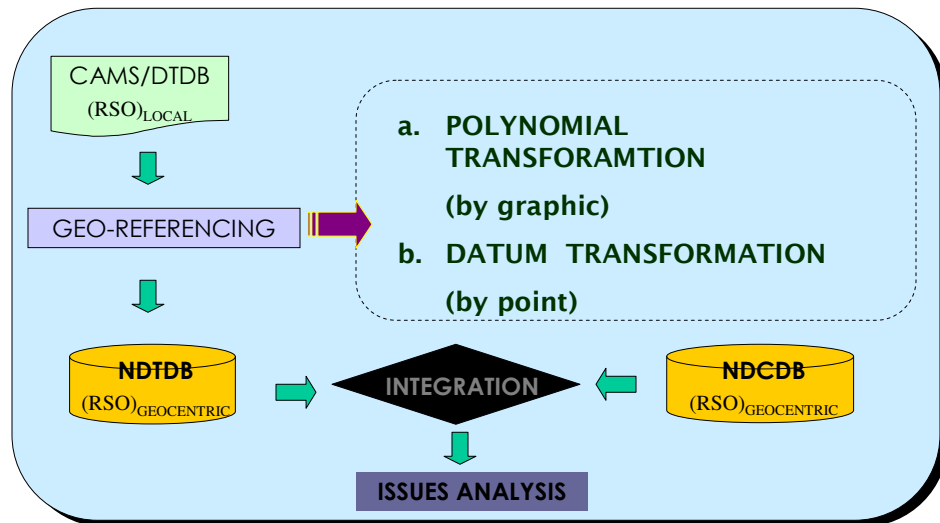 CAMS/DTDB
(RSO)LOCAL
GEO-REFERENCING
a. POLYNOMIAL
TRANSFORAMTION
(by graphic)
b. DATUM TRANSFORMATION
(by point)
NDTDB
(RSO)GEOCENTRIC
INTEGRATION
NDCDB
(RSO)GEOCENTRIC
ISSUES ANALYSIS